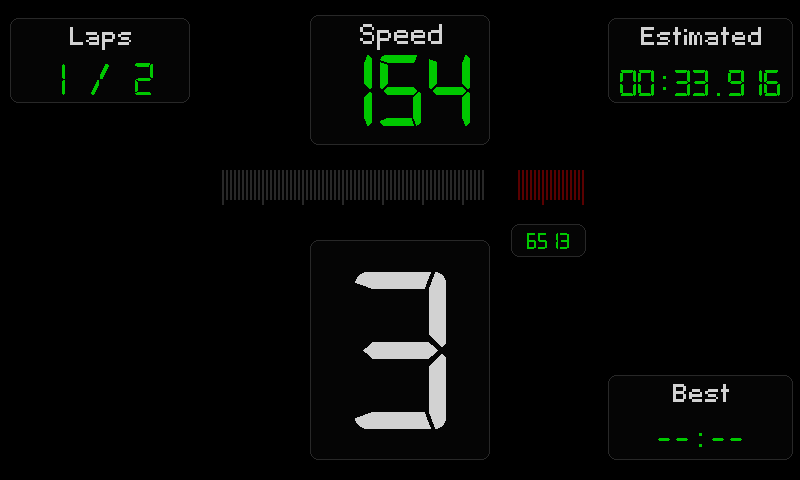 Laps
1 / 2
Speed
154
Estimated
00:33.916
6513
3
Best
--:--